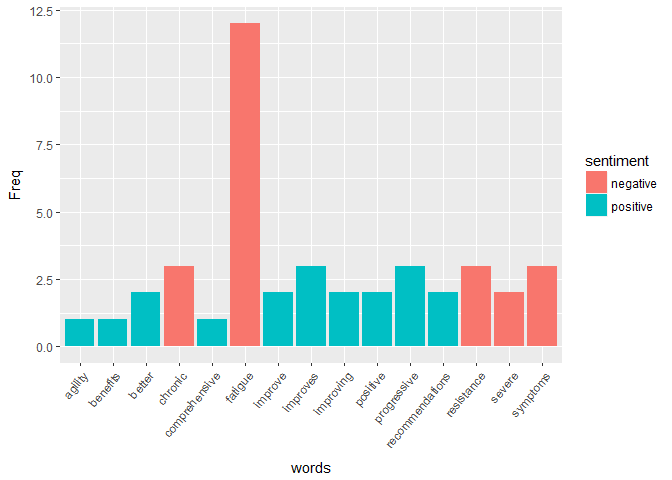 12.5
10.0
7.5
5.0
2.5
0.0
Freq
agility
benefits
better
chronic
comprehensive
fatigue
improve
improves
improving
positive
progressive
recommendations
resistance
severe
symptoms
words
sentiment
negative
positive